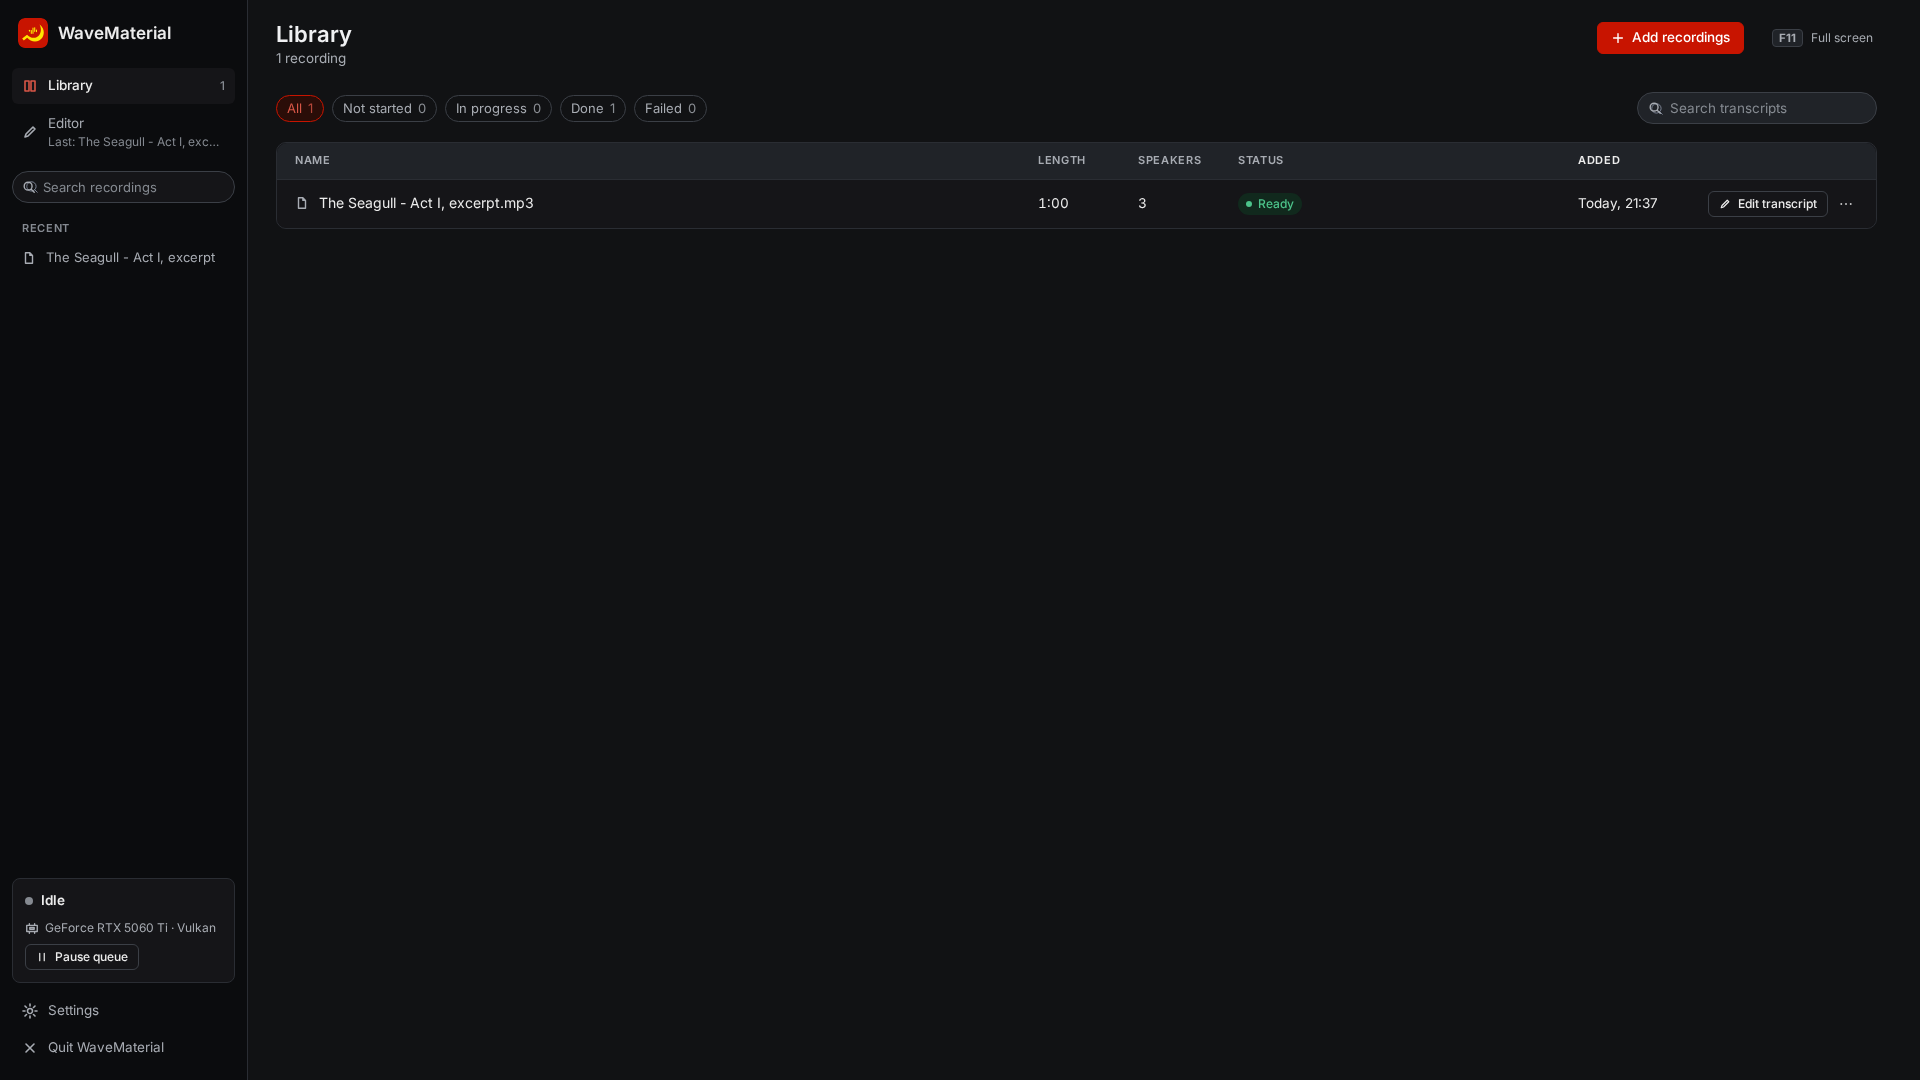 WaveMaterial
Library 1
Editor
Last: The Seagull - Act I, exc...
Search recordings
RECENT
The Seagull - Act I, excerpt
Idle
GeForce RTX 5060 Ti · Vulkan
Pause queue
Settings
Quit WaveMaterial
Library
1 recording
Add recordings
F11 Full screen
All 1 Not started 0 In progress 0 Done 1 Failed 0
Search transcripts
NAME LENGTH SPEAKERS STATUS ADDED
The Seagull - Act I, excerpt.mp3 1:00 3 Ready Today, 21:37 Edit transcript ...